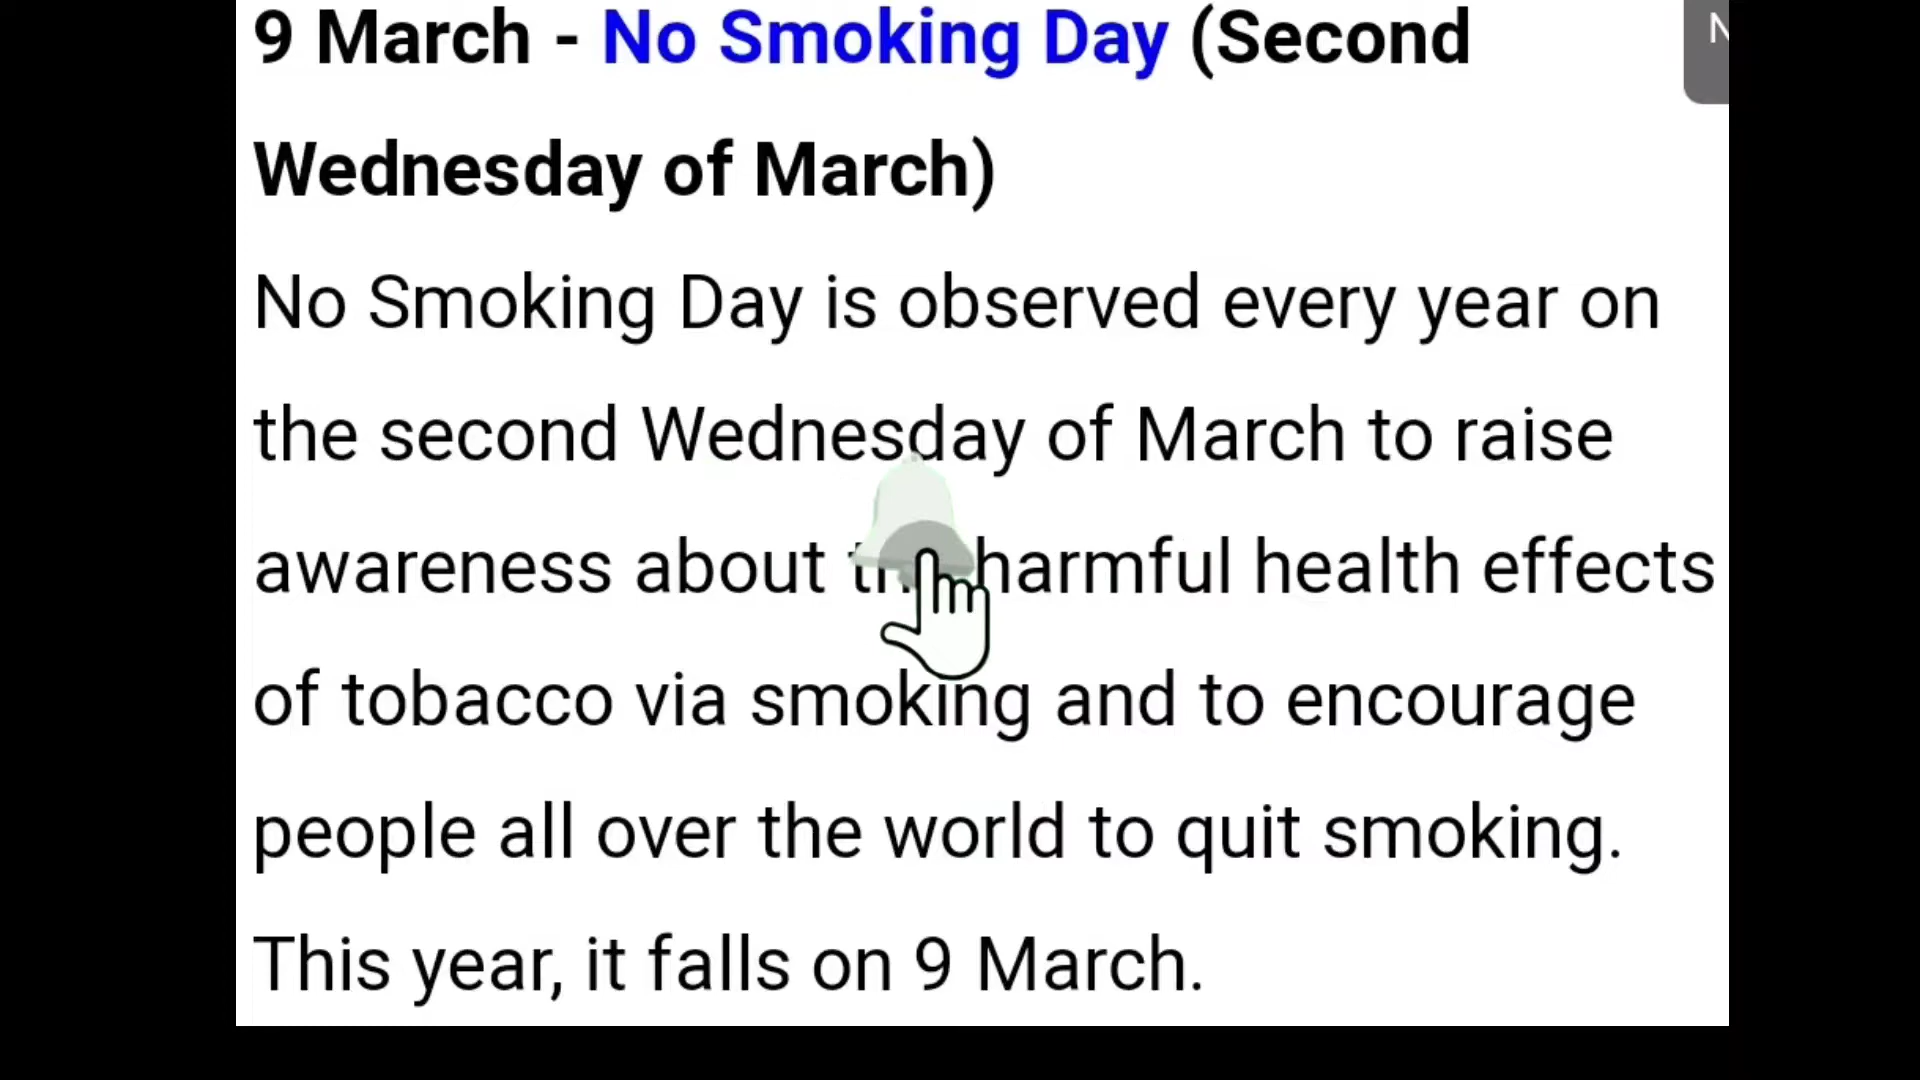 9 March - No Smoking Day (Second
Wednesday of March)
No Smoking Day is observed every year on
the second Wednesday of March to raise
awareness about harmful health effects
of tobacco via smoking and to encourage
people all over the world to quit smoking.
This year, it falls on 9 March.